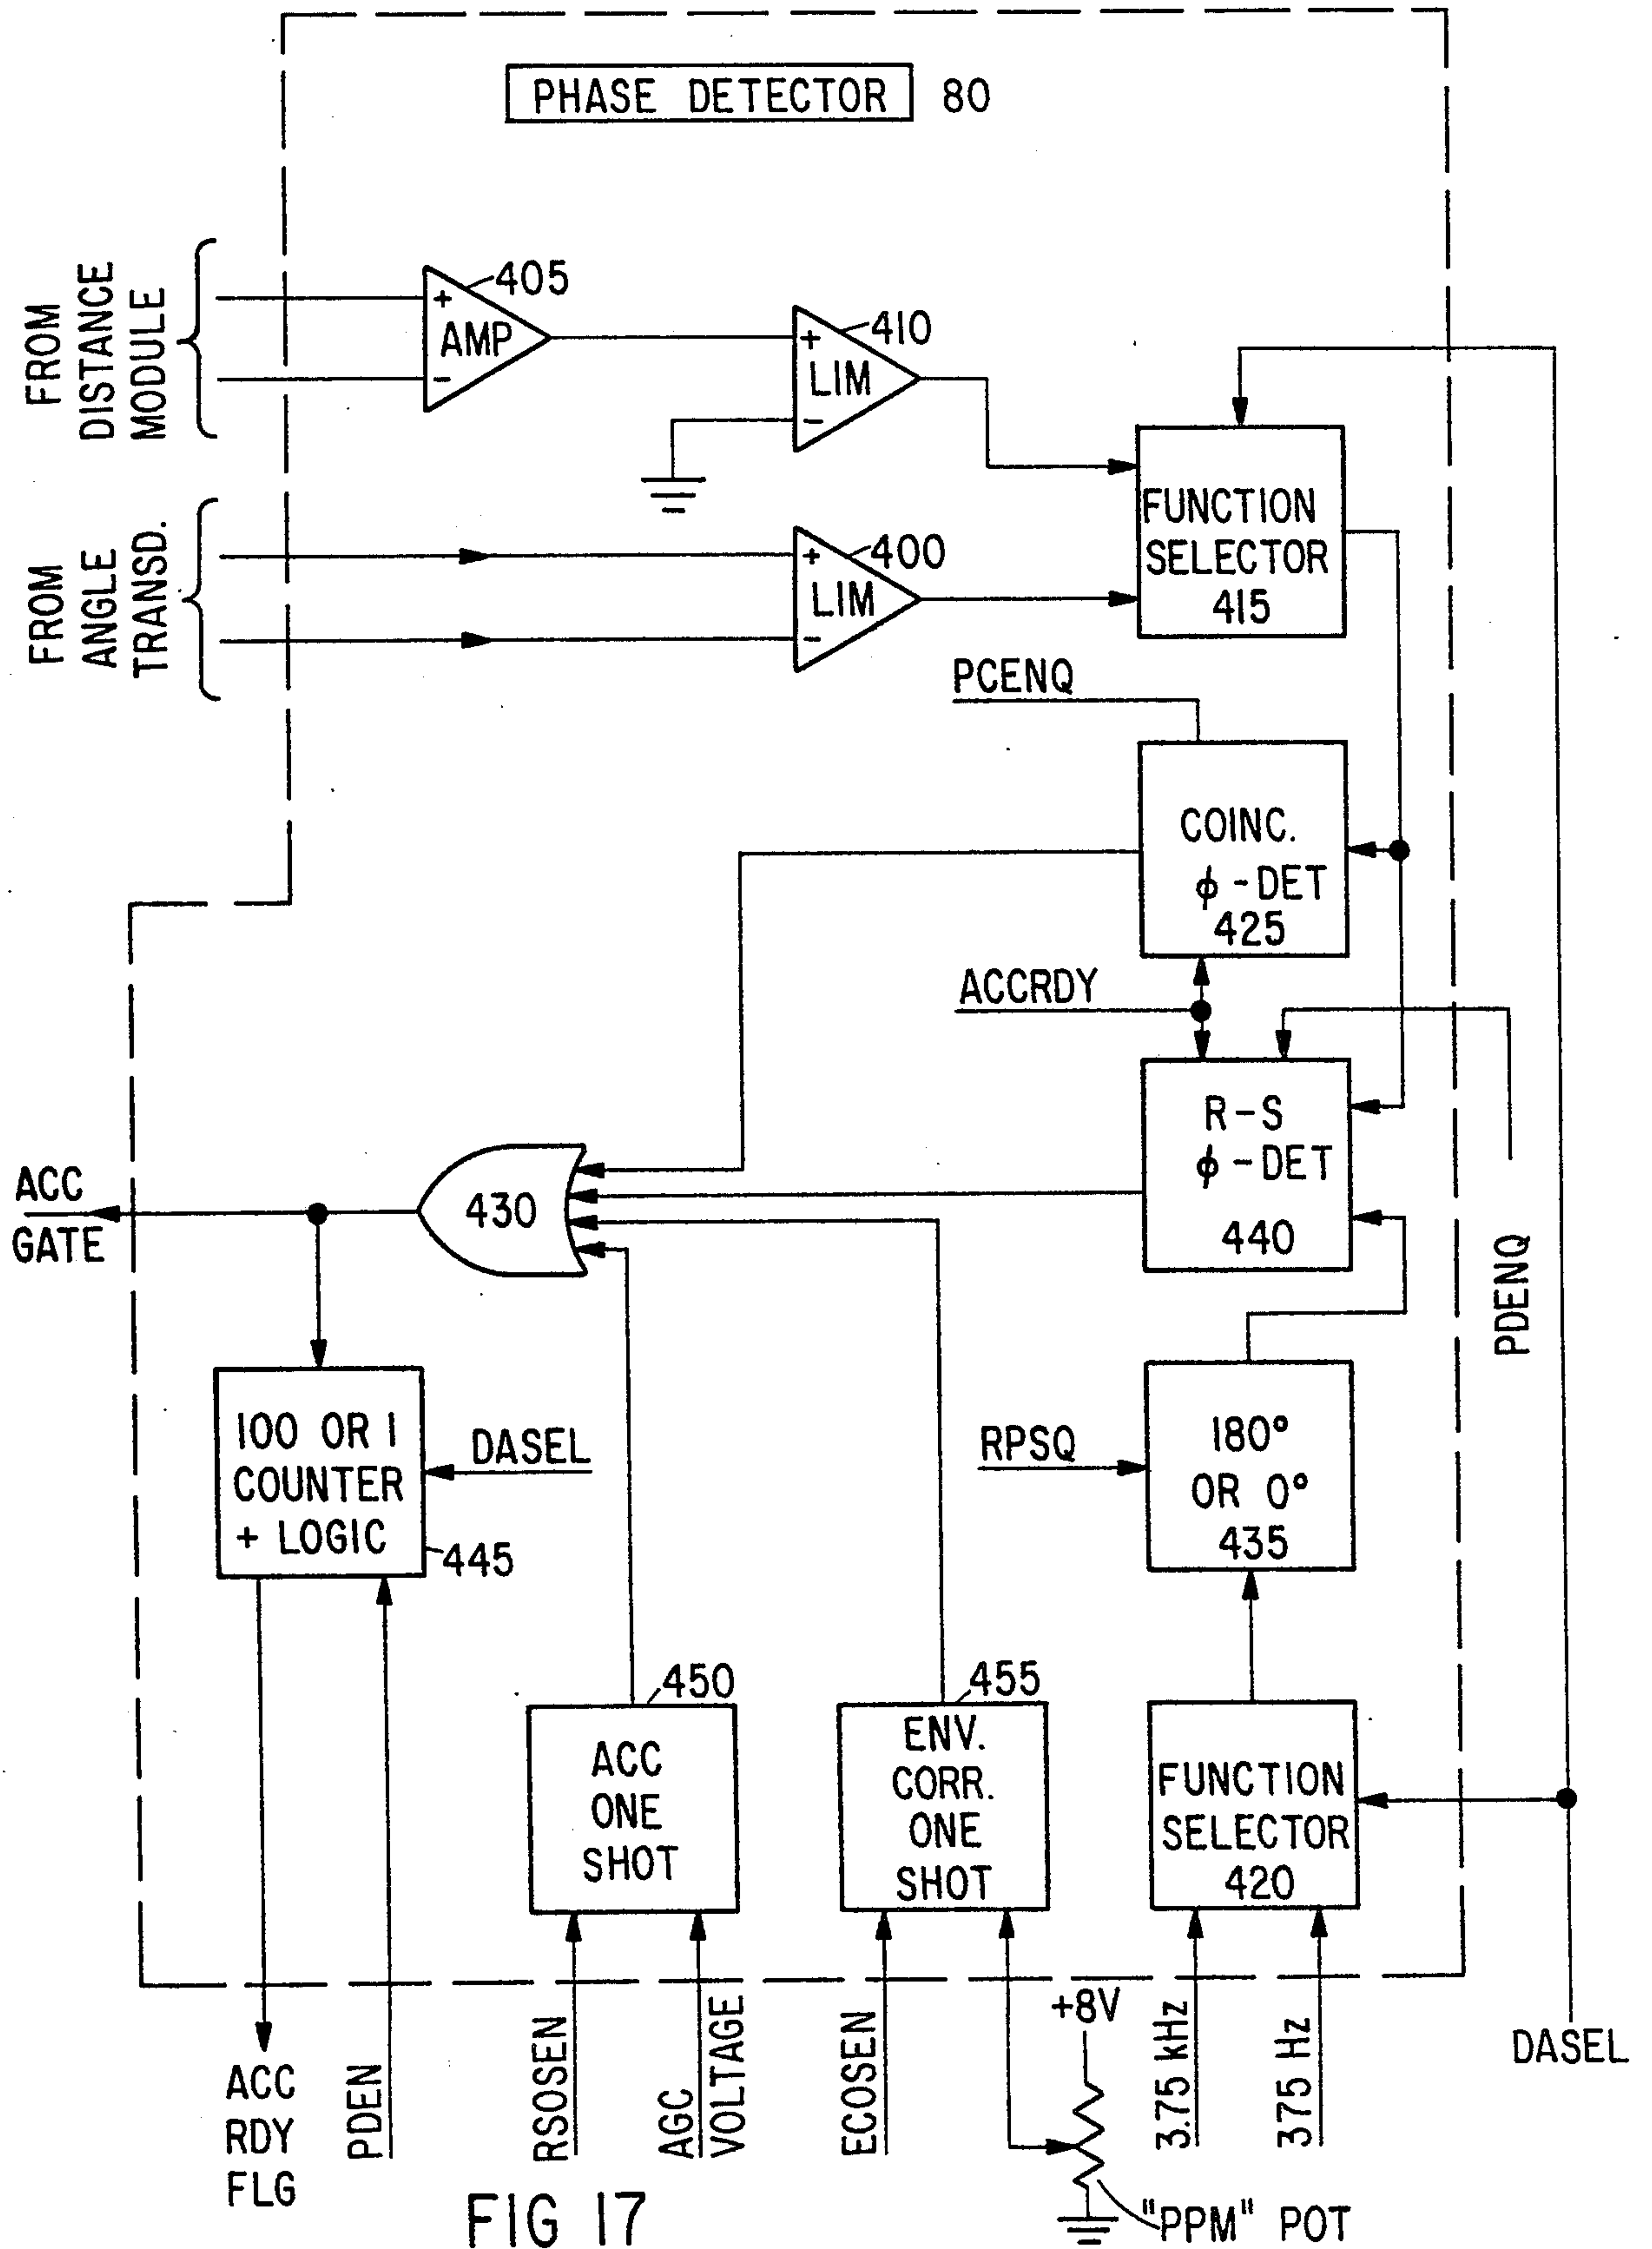 PHASE DETECTOR 80
FROM
DISTANCE
MODULE
+
AMP
-
405
+
LIM
-
410
FROM
ANGLE
TRANSD.
+
LIM
-
400
FUNCTION
SELECTOR
415
PCENQ
COINC.
ϕ-DET
425
ACCRDY
R-S
ϕ-DET
440
PDENQ
ACC
GATE
430
100 OR 1
COUNTER
+ LOGIC
445
DASEL
RPSQ
180°
OR 0°
435
450
ACC
ONE
SHOT
455
ENV.
CORR.
ONE
SHOT
FUNCTION
SELECTOR
420
ACC
RDY
FLG
PDEN
RSOSEN
AGC
VOLTAGE
ECOSEN
+8V
3.75 kHz
375 Hz
DASEL
"PPM" POT
FIG 17